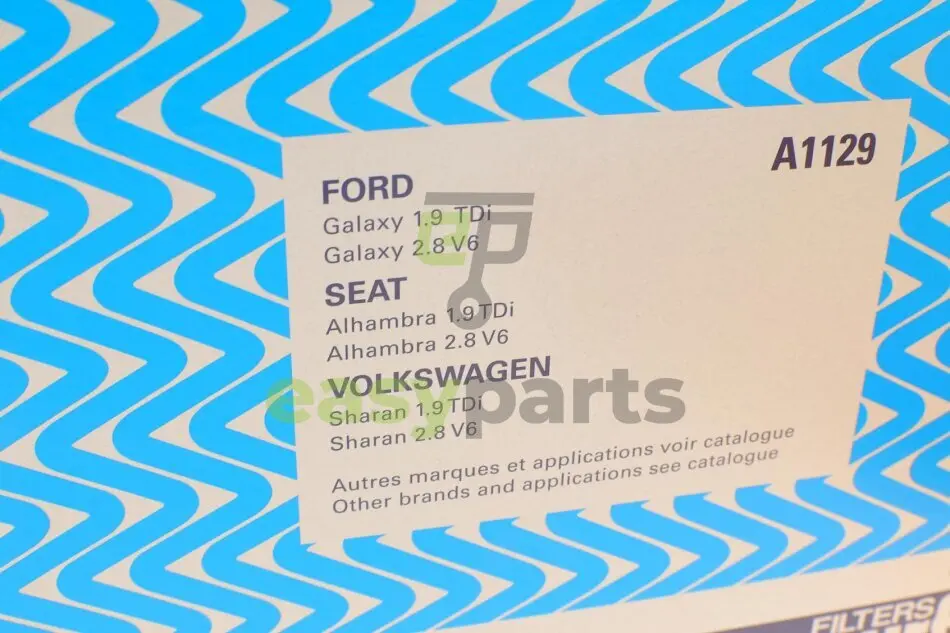 A1129
FORD
Galaxy 1.9 TDi
Galaxy 2.8 V6
SEAT
Alhambra 1.9 TDi
Alhambra 2.8 V6
VOLKSWAGEN
Sharan 1.9 TDi
Sharan 2.8 V6
Autres marques et applications voir catalogue
Other brands and applications see catalogue
ep
easyparts
FILTERS